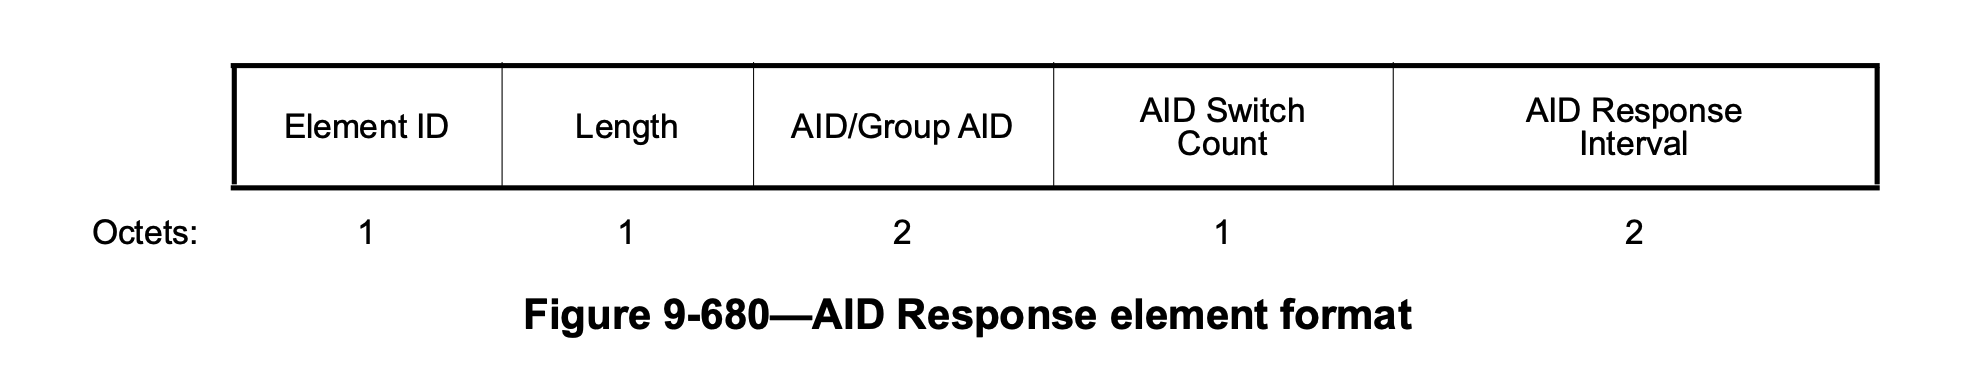 Element ID
Length
AID/Group AID
AID Switch
Count
AID Response
Interval
Octets: 1 1 2 1 2
Figure 9-680—AID Response element format